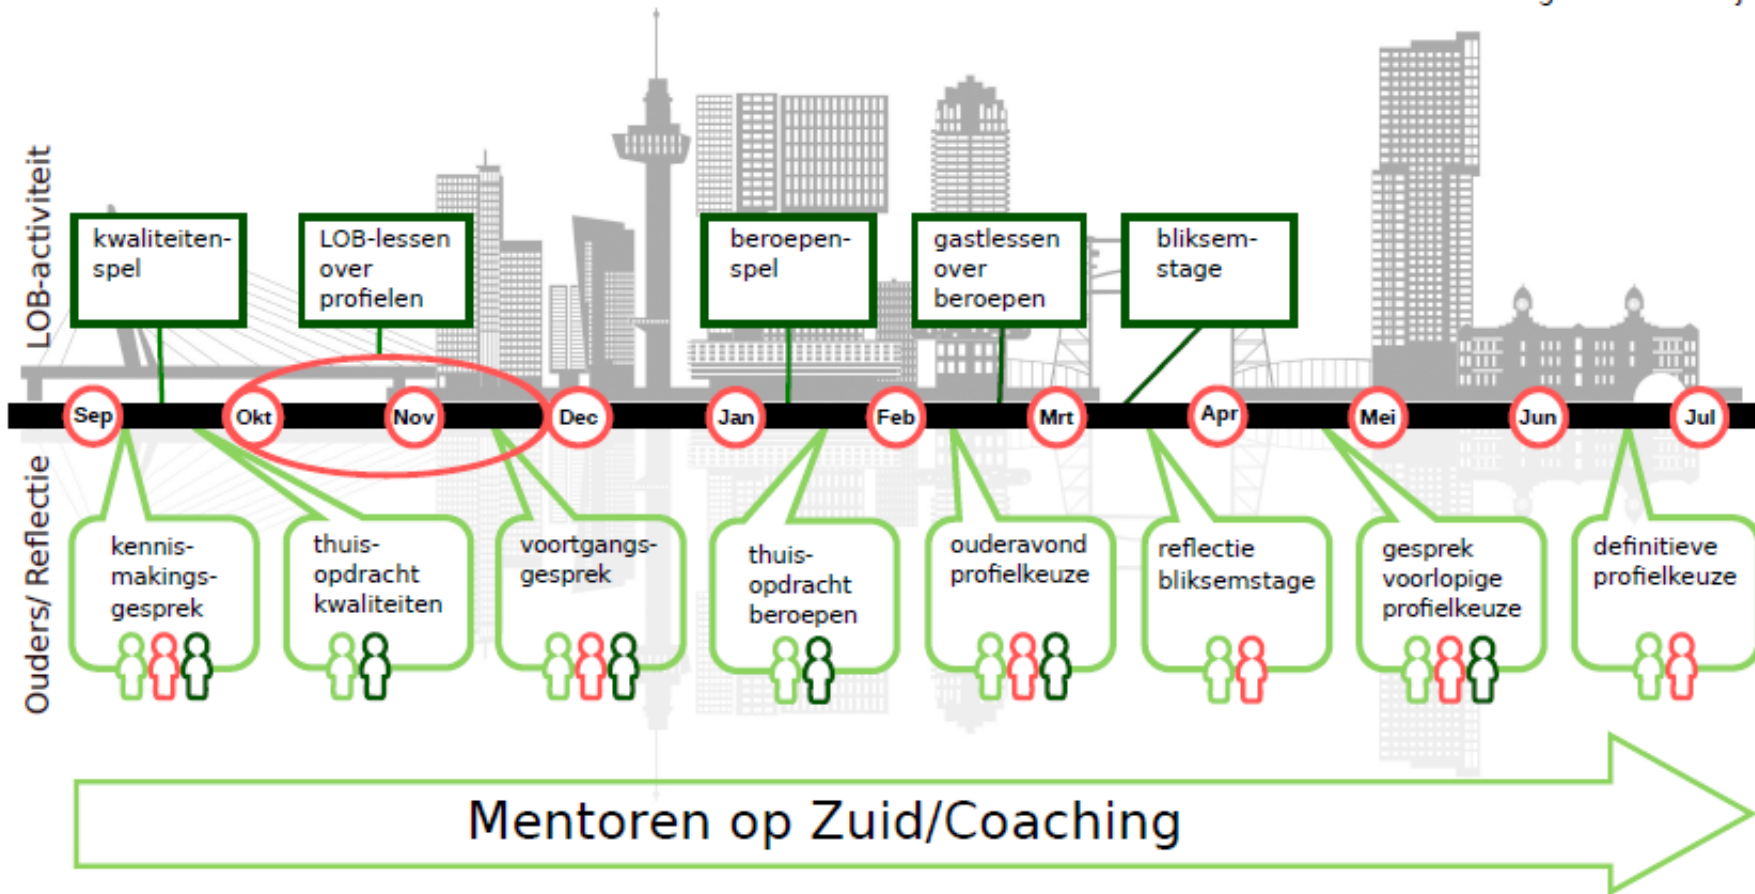 LOB-activiteit
kwaliteiten-
spel
LOB-lessen
over
profielen
beroepen-
spel
gastlessen
over
beroepen
bliksem-
stage
Sep
Okt
Nov
Dec
Jan
Feb
Mrt
Apr
Mei
Jun
Jul
Ouders/ Reflectie
kennis-
makings-
gesprek
thuis-
opdracht
kwaliteiten
voortgangs-
gesprek
thuis-
opdracht
beroepen
ouderavond
profielkeuze
reflectie
bliksemstage
gesprek
voorlopige
profielkeuze
definitieve
profielkeuze
Mentoren op Zuid/Coaching